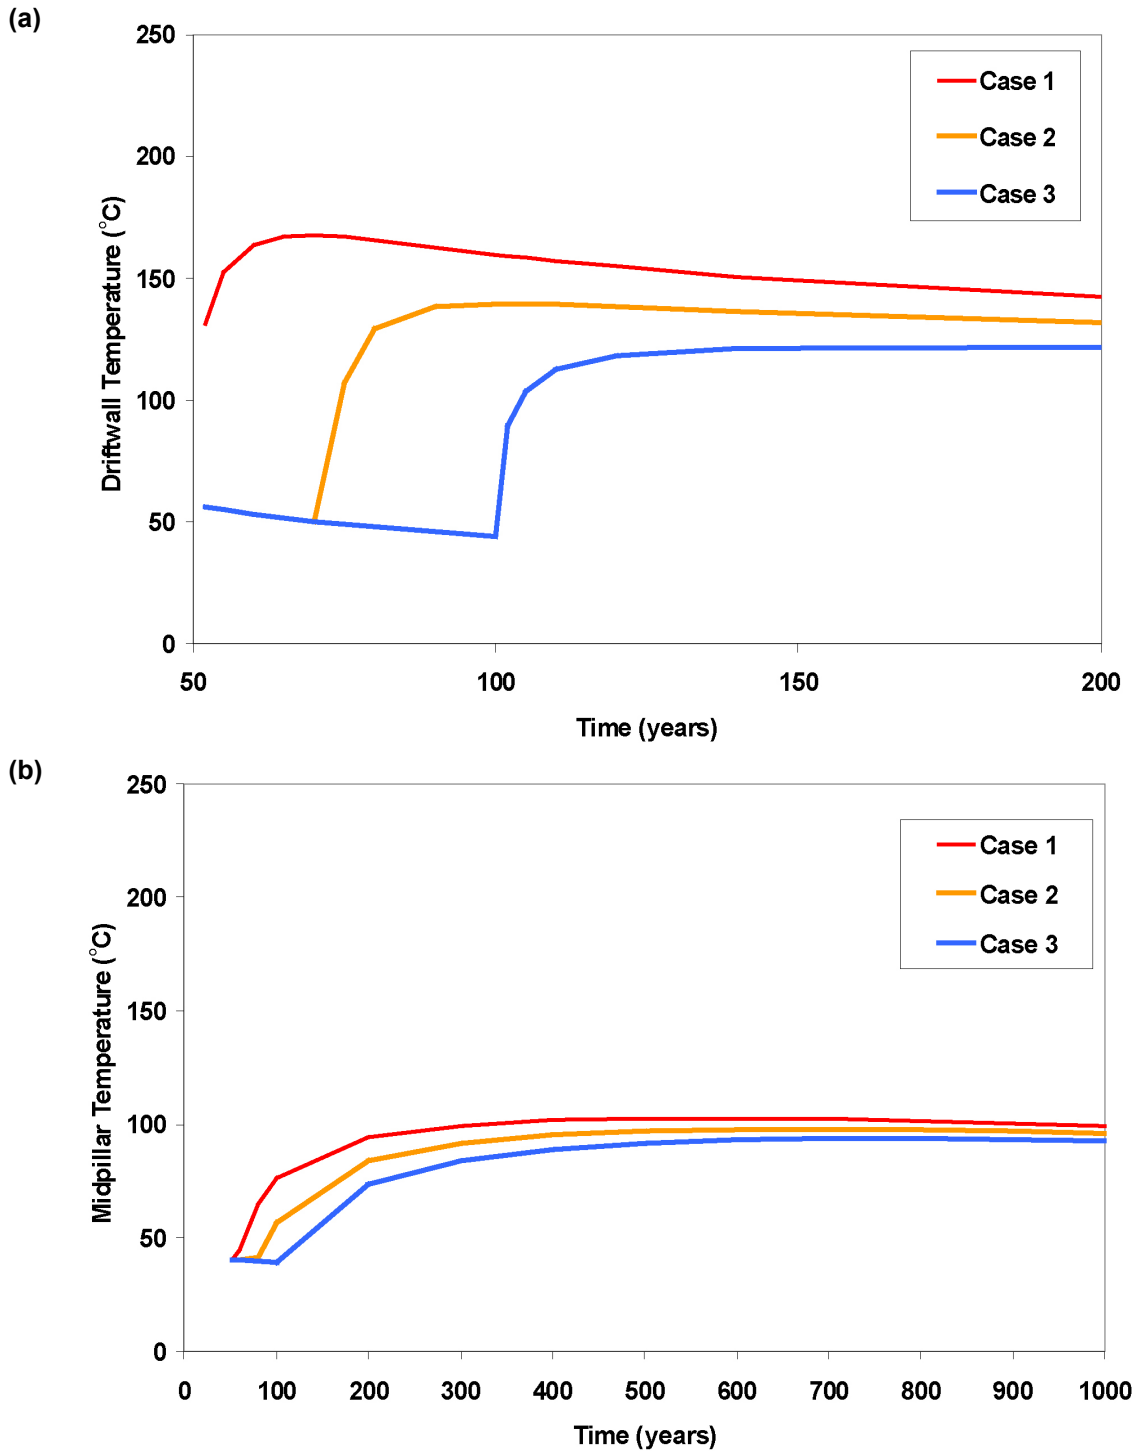 (a)
250
200
150
100
50
0
Driftwall Temperature (°C)
Case 1
Case 2
Case 3
50 100 150 200
Time (years)
(b)
250
200
150
100
50
0
Midpillar Temperature (°C)
Case 1
Case 2
Case 3
0 100 200 300 400 500 600 700 800 900 1000
Time (years)